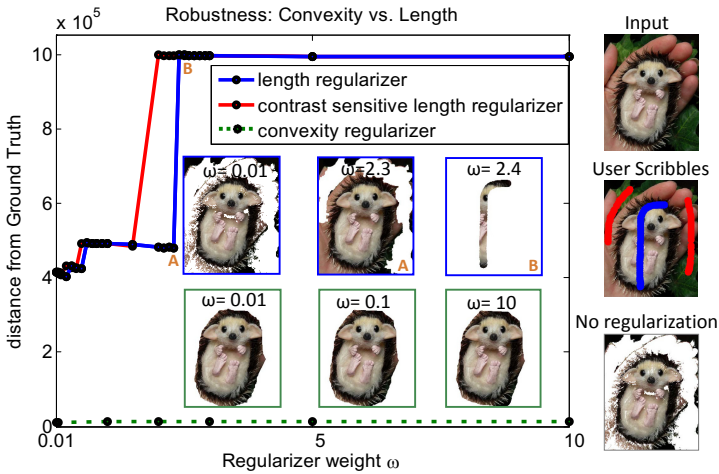 Robustness: Convexity vs. Length
x 10⁵
10
8
6
4
2
0
distance from Ground Truth
length regularizer
contrast sensitive length regularizer
convexity regularizer
B
A
ω= 0.01
ω=2.3
A
ω= 2.4
B
ω= 0.01
ω= 0.1
ω= 10
0.01
5
10
Regularizer weight ω
Input
User Scribbles
No regularization